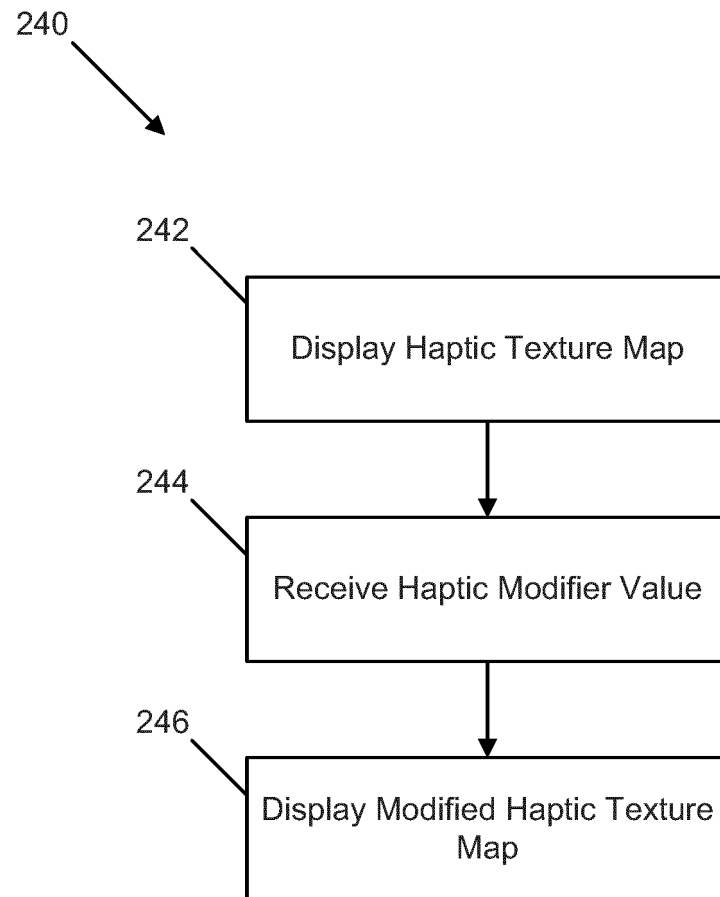 240
242
Display Haptic Texture Map
244
Receive Haptic Modifier Value
246
Display Modified Haptic Texture
Map